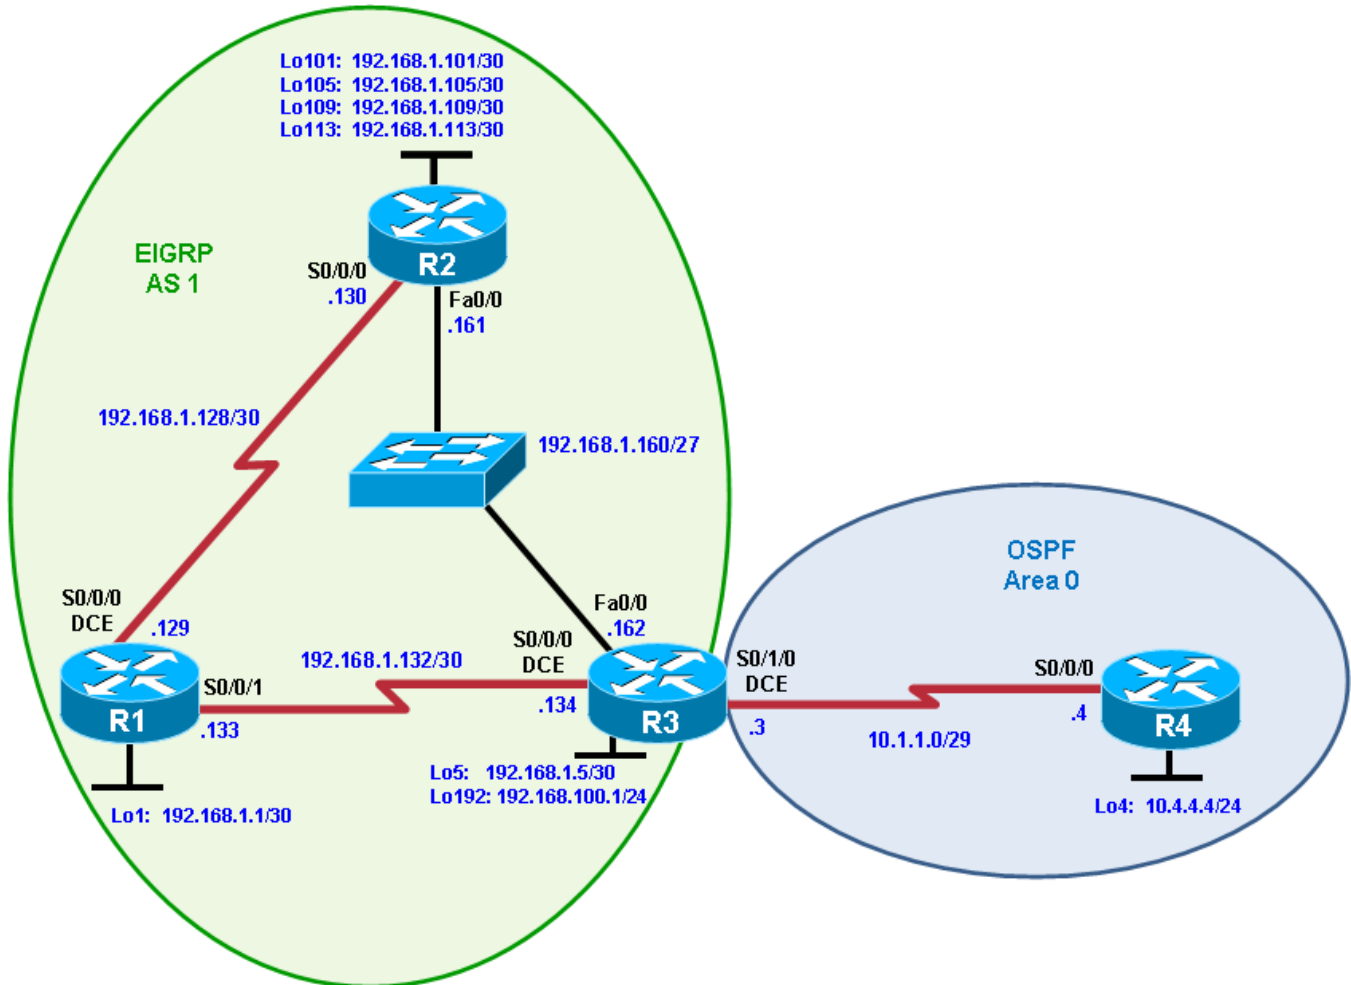 Lo101: 192.168.1.101/30
Lo105: 192.168.1.105/30
Lo109: 192.168.1.109/30
Lo113: 192.168.1.113/30
EIGRP
AS 1
R2
S0/0/0
.130
Fa0/0
.161
192.168.1.128/30
192.168.1.160/27
OSPF
Area 0
S0/0/0
DCE
.129
Fa0/0
.162
S0/0/0
DCE
192.168.1.132/30
S0/1/0
DCE
S0/0/0
S0/0/1
R1
.133
.134
R3
.3
10.1.1.0/29
.4
R4
Lo5: 192.168.1.5/30
Lo192: 192.168.100.1/24
Lo1: 192.168.1.1/30
Lo4: 10.4.4.4/24